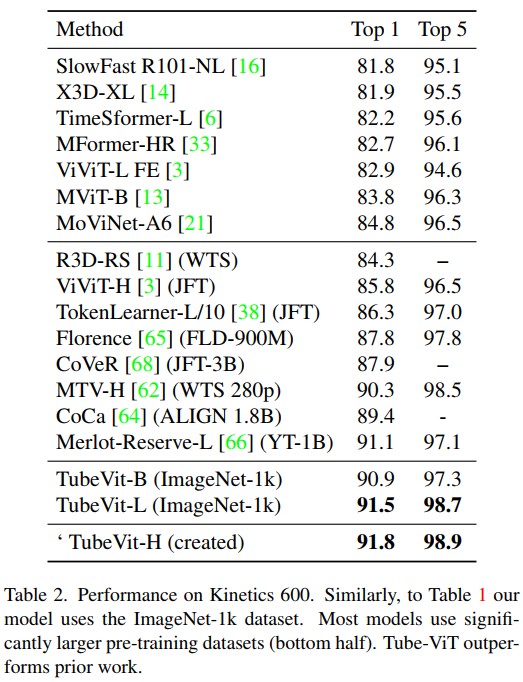 Method Top 1 Top 5
SlowFast R101-NL [16] 81.8 95.1
X3D-XL [14] 81.9 95.5
TimeSformer-L [6] 82.2 95.6
MFormer-HR [33] 82.7 96.1
ViViT-L FE [3] 82.9 94.6
MViT-B [13] 83.8 96.3
MoViNet-A6 [21] 84.8 96.5
R3D-RS [11] (WTS) 84.3 –
ViViT-H [3] (JFT) 85.8 96.5
TokenLearner-L/10 [38] (JFT) 86.3 97.0
Florence [65] (FLD-900M) 87.8 97.8
CoVeR [68] (JFT-3B) 87.9 –
MTV-H [62] (WTS 280p) 90.3 98.5
CoCa [64] (ALIGN 1.8B) 89.4 -
Merlot-Reserve-L [66] (YT-1B) 91.1 97.1
TubeVit-B (ImageNet-1k) 90.9 97.3
TubeVit-L (ImageNet-1k) 91.5 98.7
‘ TubeVit-H (created) 91.8 98.9
Table 2. Performance on Kinetics 600. Similarly, to Table 1 our
model uses the ImageNet-1k dataset. Most models use signifi-
cantly larger pre-training datasets (bottom half). Tube-ViT outper-
forms prior work.